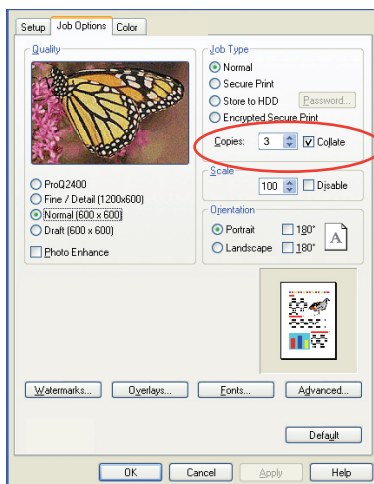 Setup Job Options Color
Quality
ProQ2400
Fine / Detail (1200x600)
Normal (600 x 600)
Draft (600 x 600)
Photo Enhance
Job Type
Normal
Secure Print
Store to HDD Password...
Encrypted Secure Print
Copies: 3 Collate
Scale
100 Disable
Orientation
Portrait 180°
Landscape 180°
A
Watermarks... Overlays... Fonts... Advanced...
Default
OK Cancel Apply Help